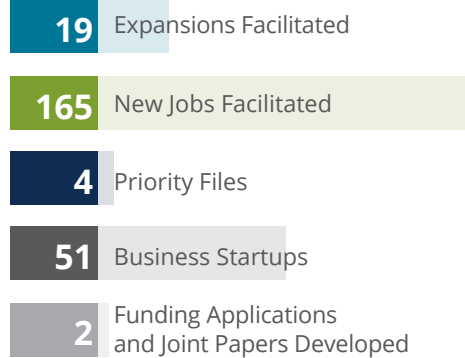 19 Expansions Facilitated
165 New Jobs Facilitated
4 Priority Files
51 Business Startups
2 Funding Applications
and Joint Papers Developed